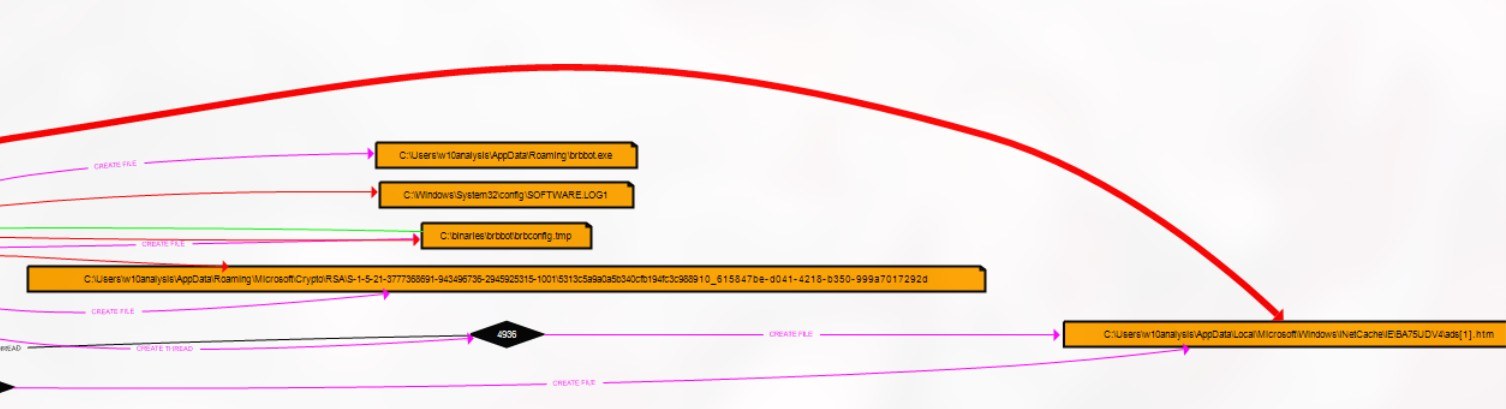 CREATE FILE
C:\Users\w10analysis\AppData\Roaming\brbbot.exe
C:\Windows\System32\config\SOFTWARE.LOG1
C:\binaries\brbbot\brbconfig.tmp
CREATE FILE
C:\Users\w10analysis\AppData\Roaming\Microsoft\Crypto\RSA\S-1-5-21-3777368691-943496736-2945925315-1001\5313c5a9a0a5b340cfb194fc3c988910_615847be-d041-4218-b350-999a7017292d
CREATE FILE
4936
CREATE FILE
C:\Users\w10analysis\AppData\Local\Microsoft\Windows\INetCache\IE\BA75UDV4\ads[1].htm
READ
CREATE THREAD
CREATE FILE